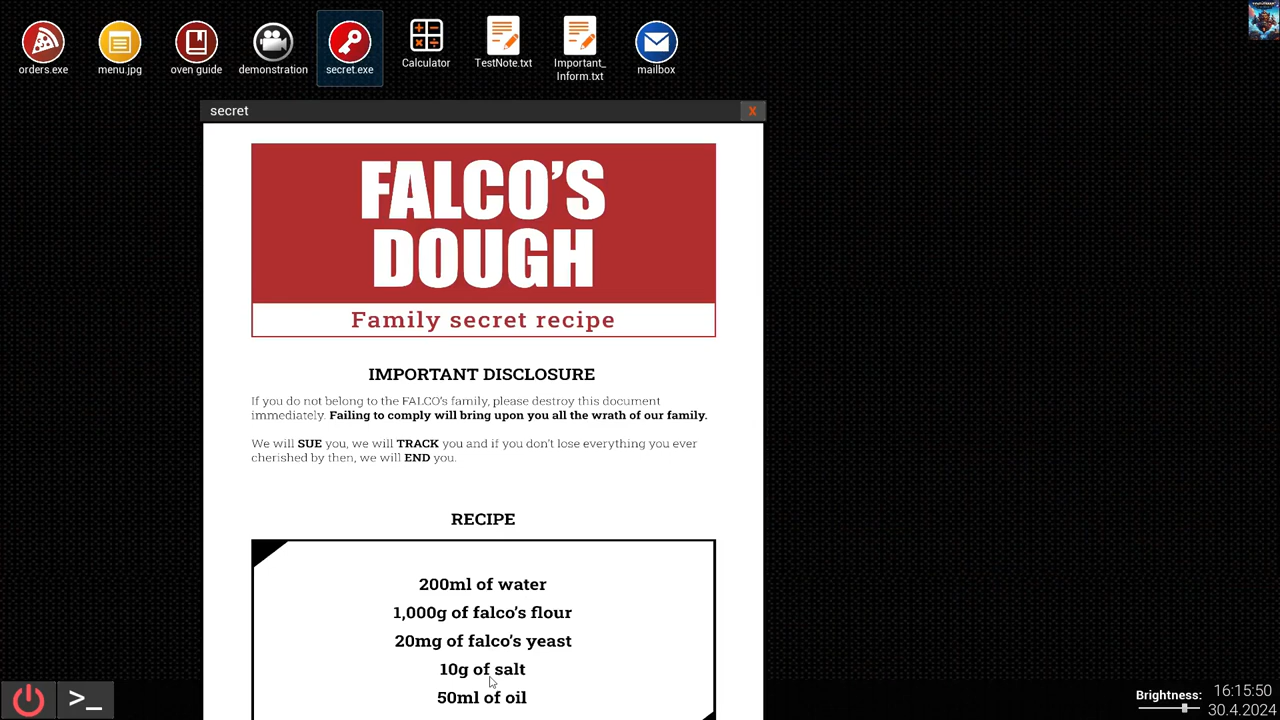 orders.exe
menu.jpg
oven guide
demonstration
secret.exe
Calculator
TestNote.txt
Important_
Inform.txt
mailbox
secret
X
FALCO'S
DOUGH
Family secret recipe
IMPORTANT DISCLOSURE
If you do not belong to the FALCO's family, please destroy this document
immediately. Failing to comply will bring upon you all the wrath of our family.
We will SUE you, we will TRACK you and if you don't lose everything you ever
cherished by then, we will END you.
RECIPE
200ml of water
1,000g of falco's flour
20mg of falco's yeast
10g of salt
50ml of oil
>_
Brightness:
16:15:50
30.4.2024